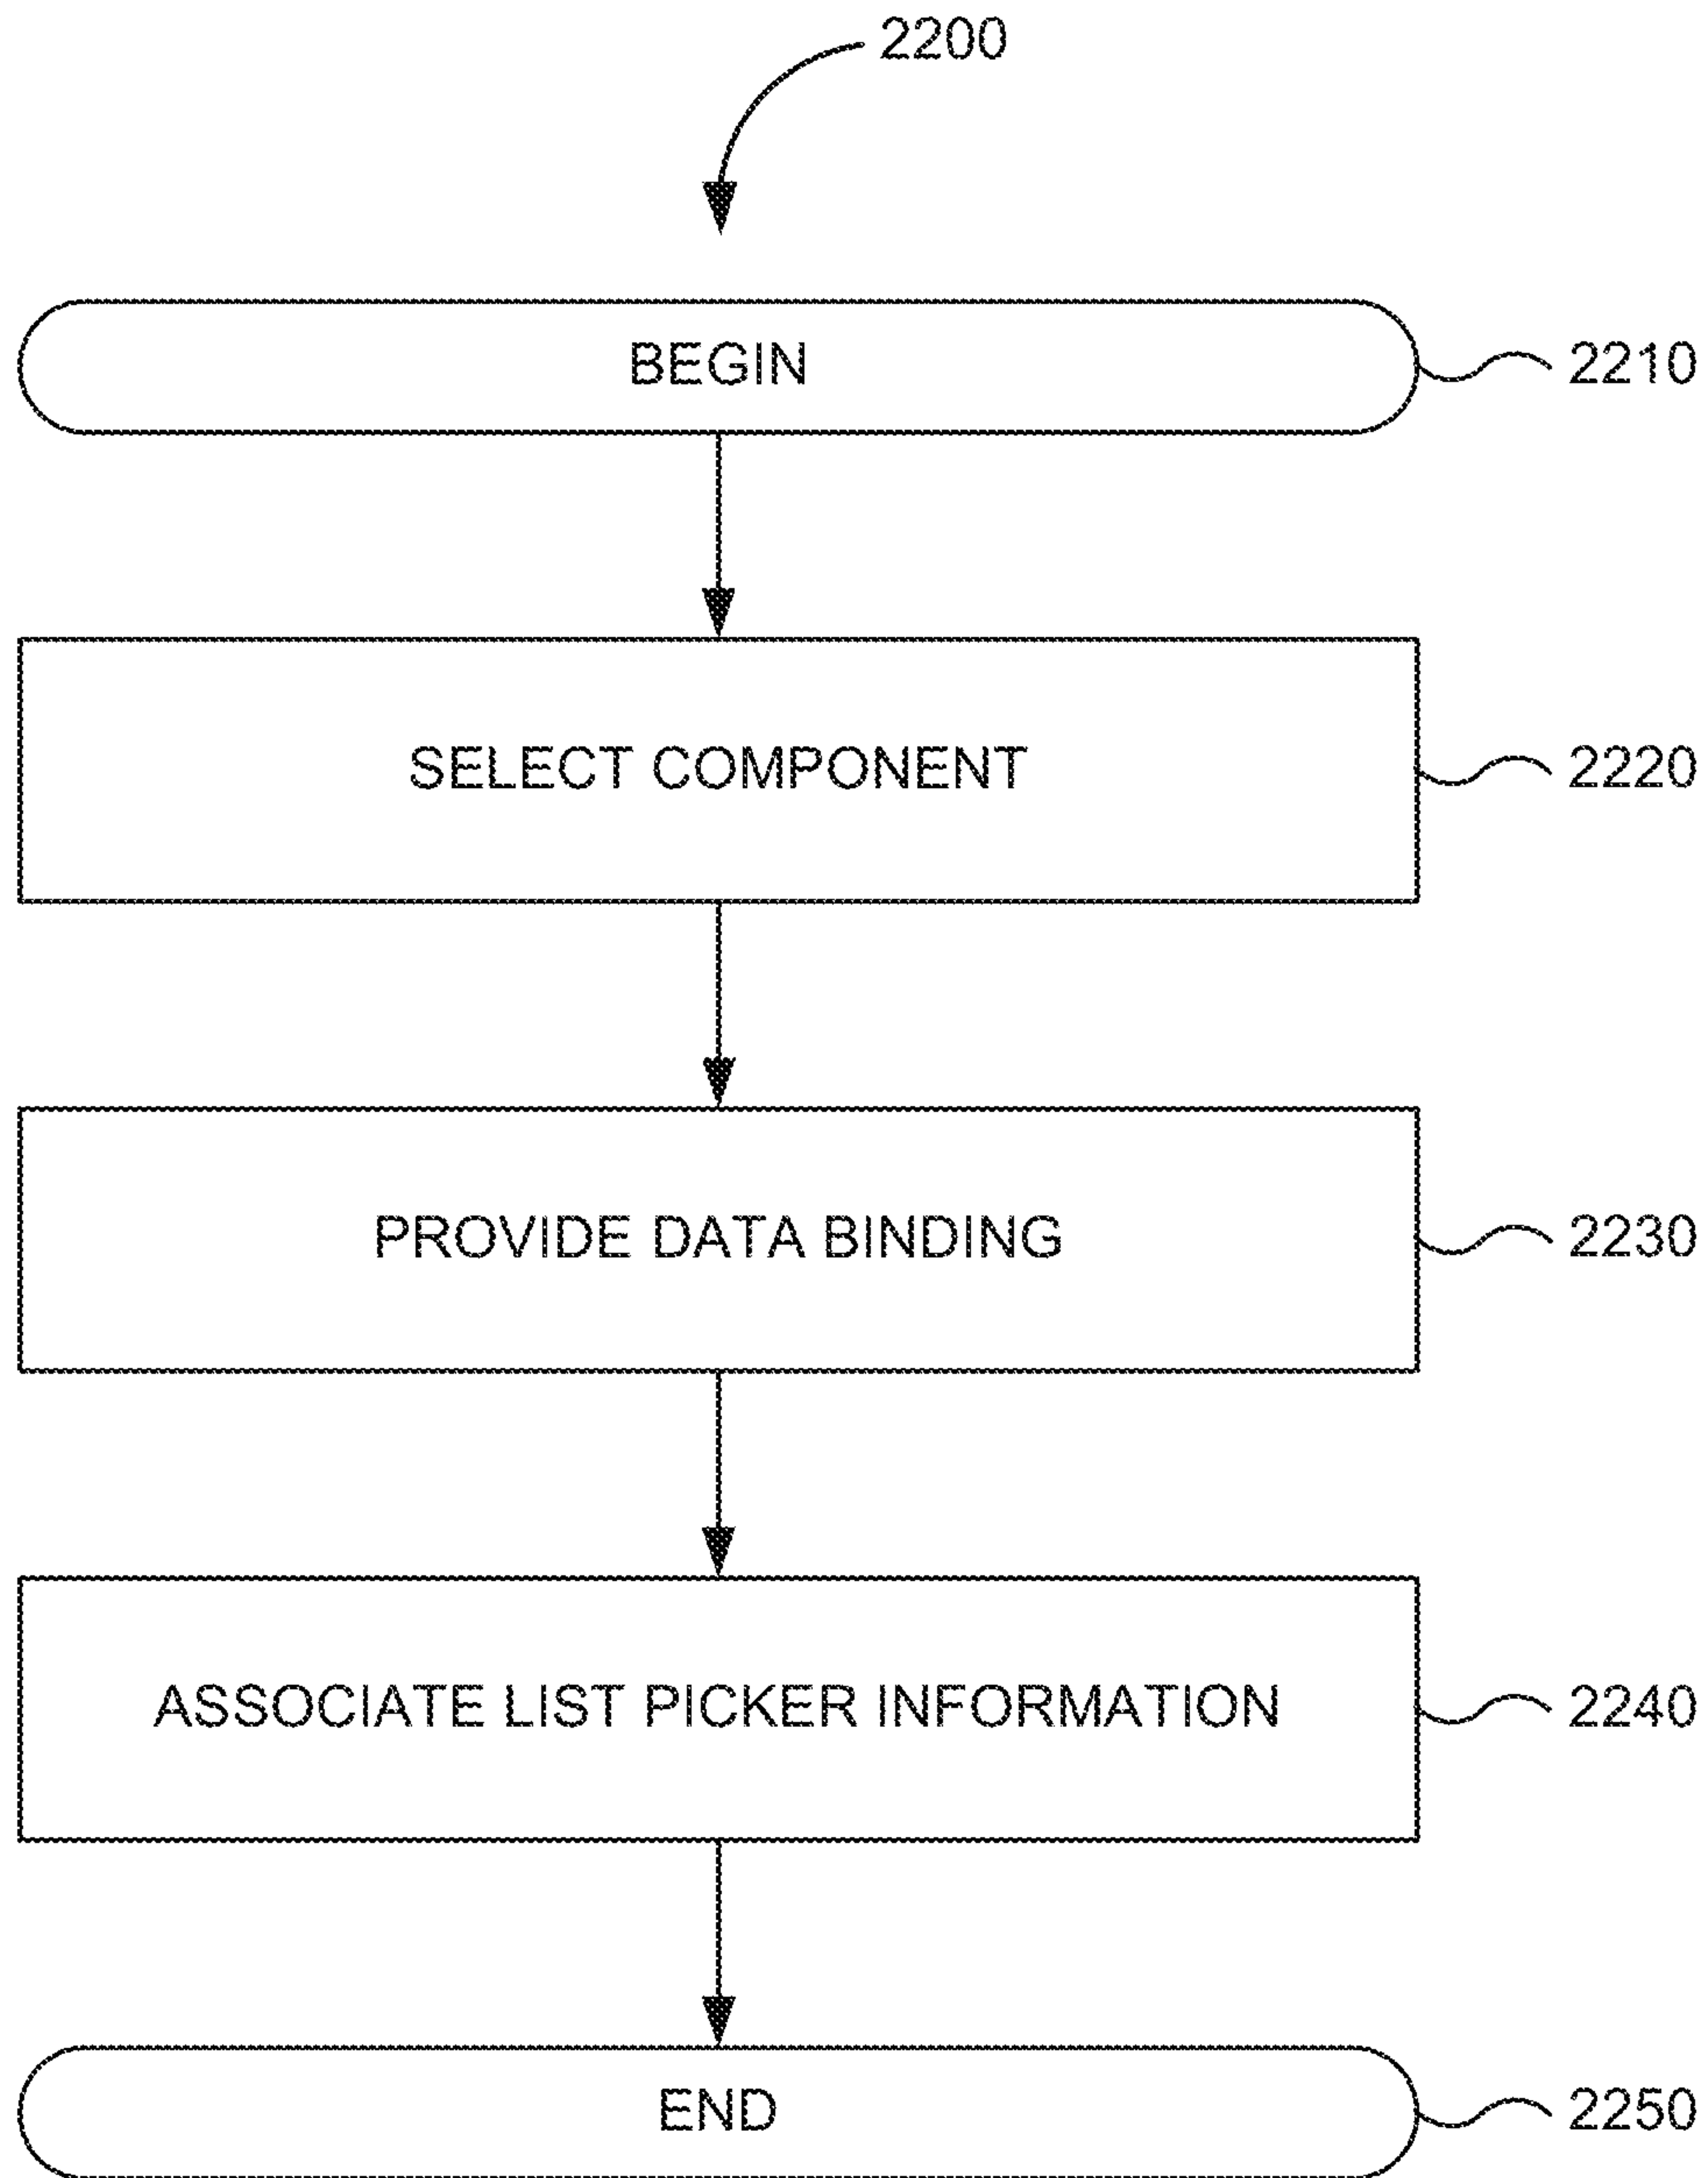 2200
BEGIN
2210
SELECT COMPONENT
2220
PROVIDE DATA BINDING
2230
ASSOCIATE LIST PICKER INFORMATION
2240
END
2250